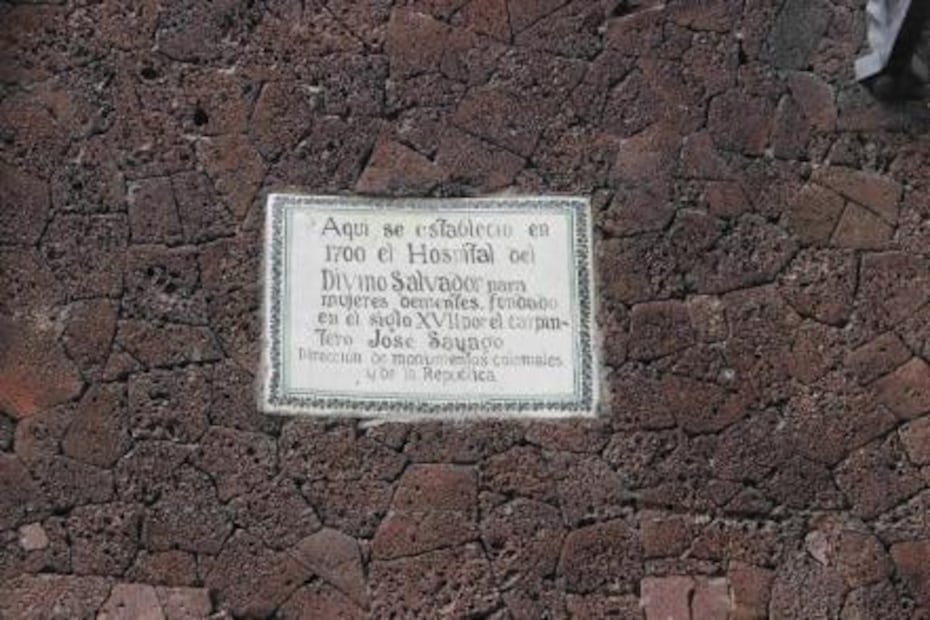 Aqui se establecio en
1700 el Hospital del
Divino Salvador para
mujeres dementes, fundado
en el siglo XVII por el carpin-
tero Jose Sayago
Direccion de monumentos coloniales
y de la Republica.